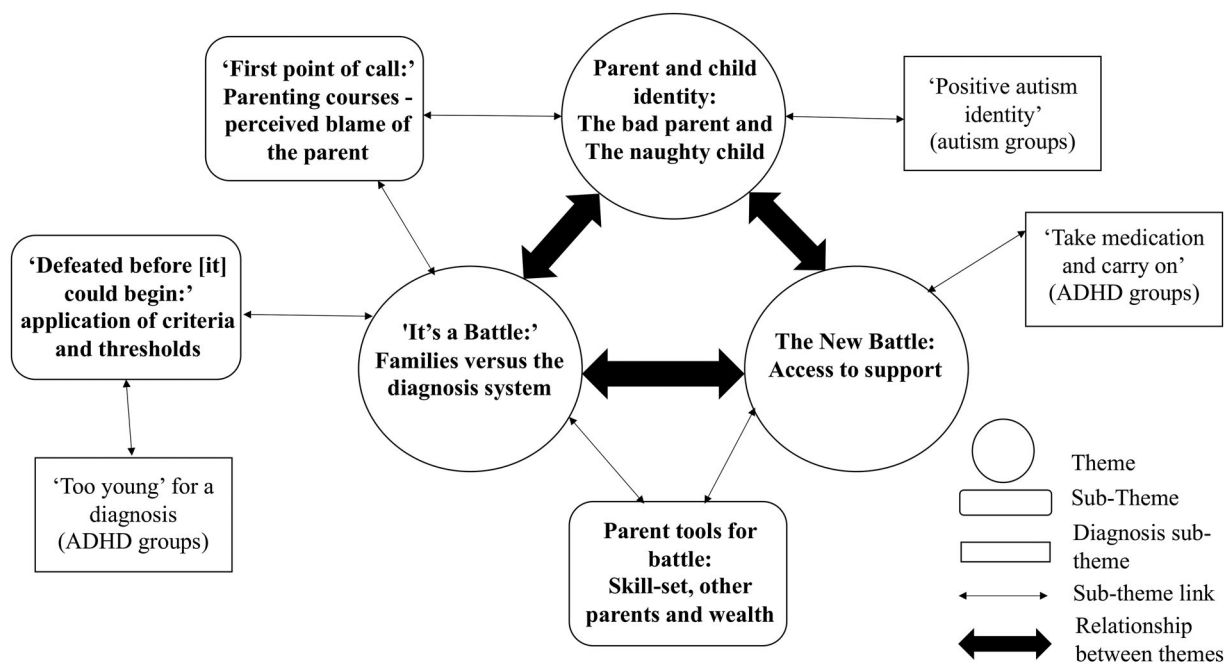 ‘First point of call:’
Parenting courses -
perceived blame of
the parent
Parent and child
identity:
The bad parent and
The naughty child
‘Positive autism
identity’
(autism groups)
‘Defeated before [it]
could begin:’
application of criteria
and thresholds
'It’s a Battle:’
Families versus the
diagnosis system
The New Battle:
Access to support
‘Take medication
and carry on’
(ADHD groups)
‘Too young’ for a
diagnosis
(ADHD groups)
Parent tools for
battle:
Skill-set, other
parents and wealth
Theme
Sub-Theme
Diagnosis sub-
theme
Sub-theme link
Relationship
between themes